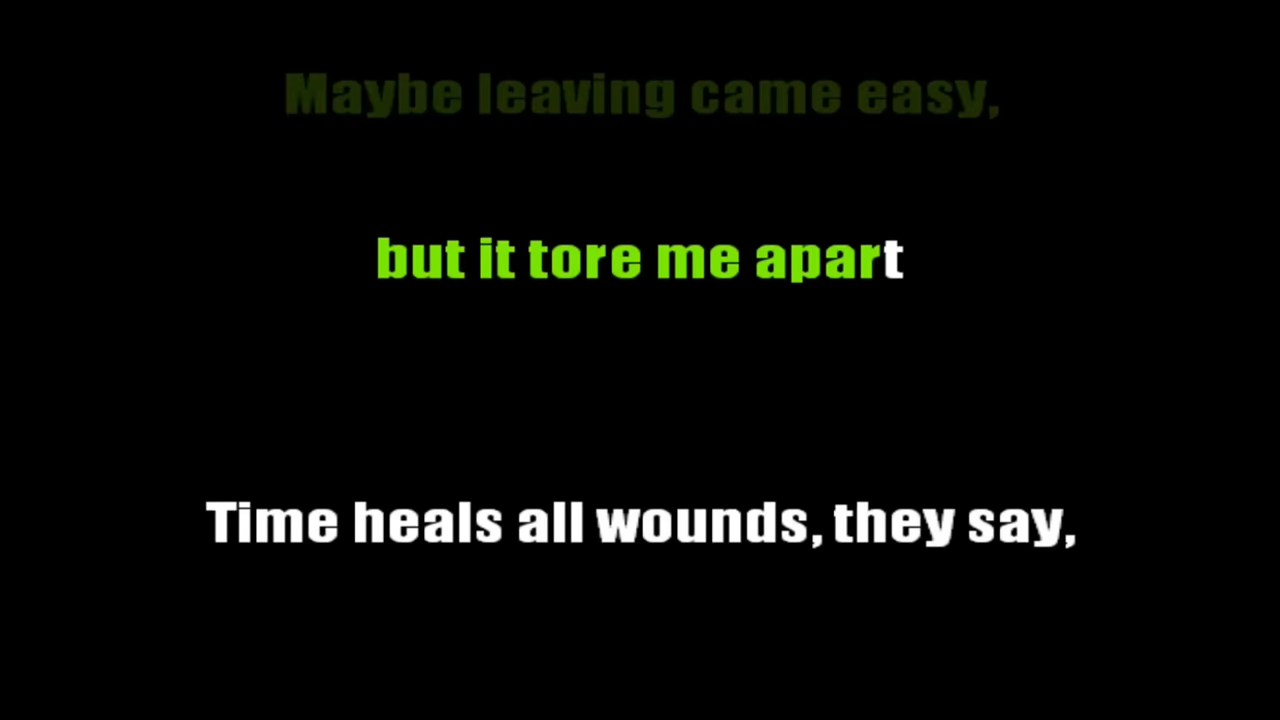 Maybe leaving came easy,
but it tore me apart
Time heals all wounds, they say,